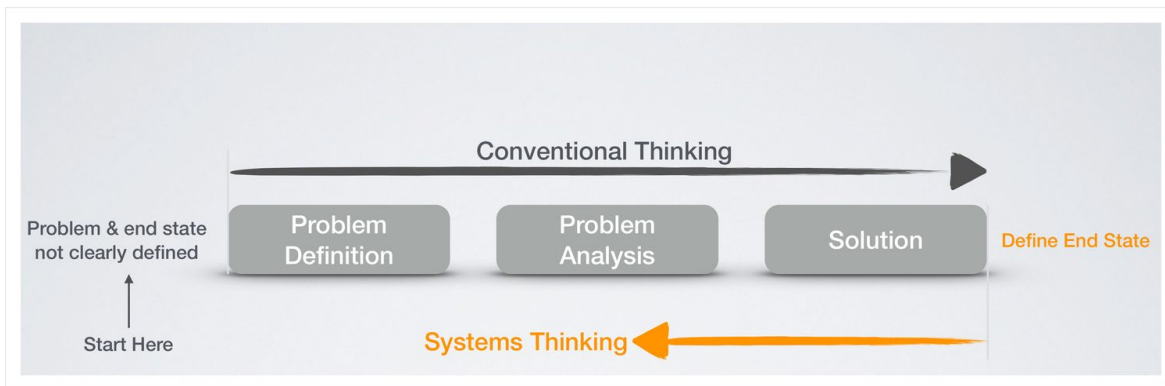 Conventional Thinking
Problem & end state
not clearly defined
Problem
Definition
Problem
Analysis
Solution
Define End State
Start Here
Systems Thinking